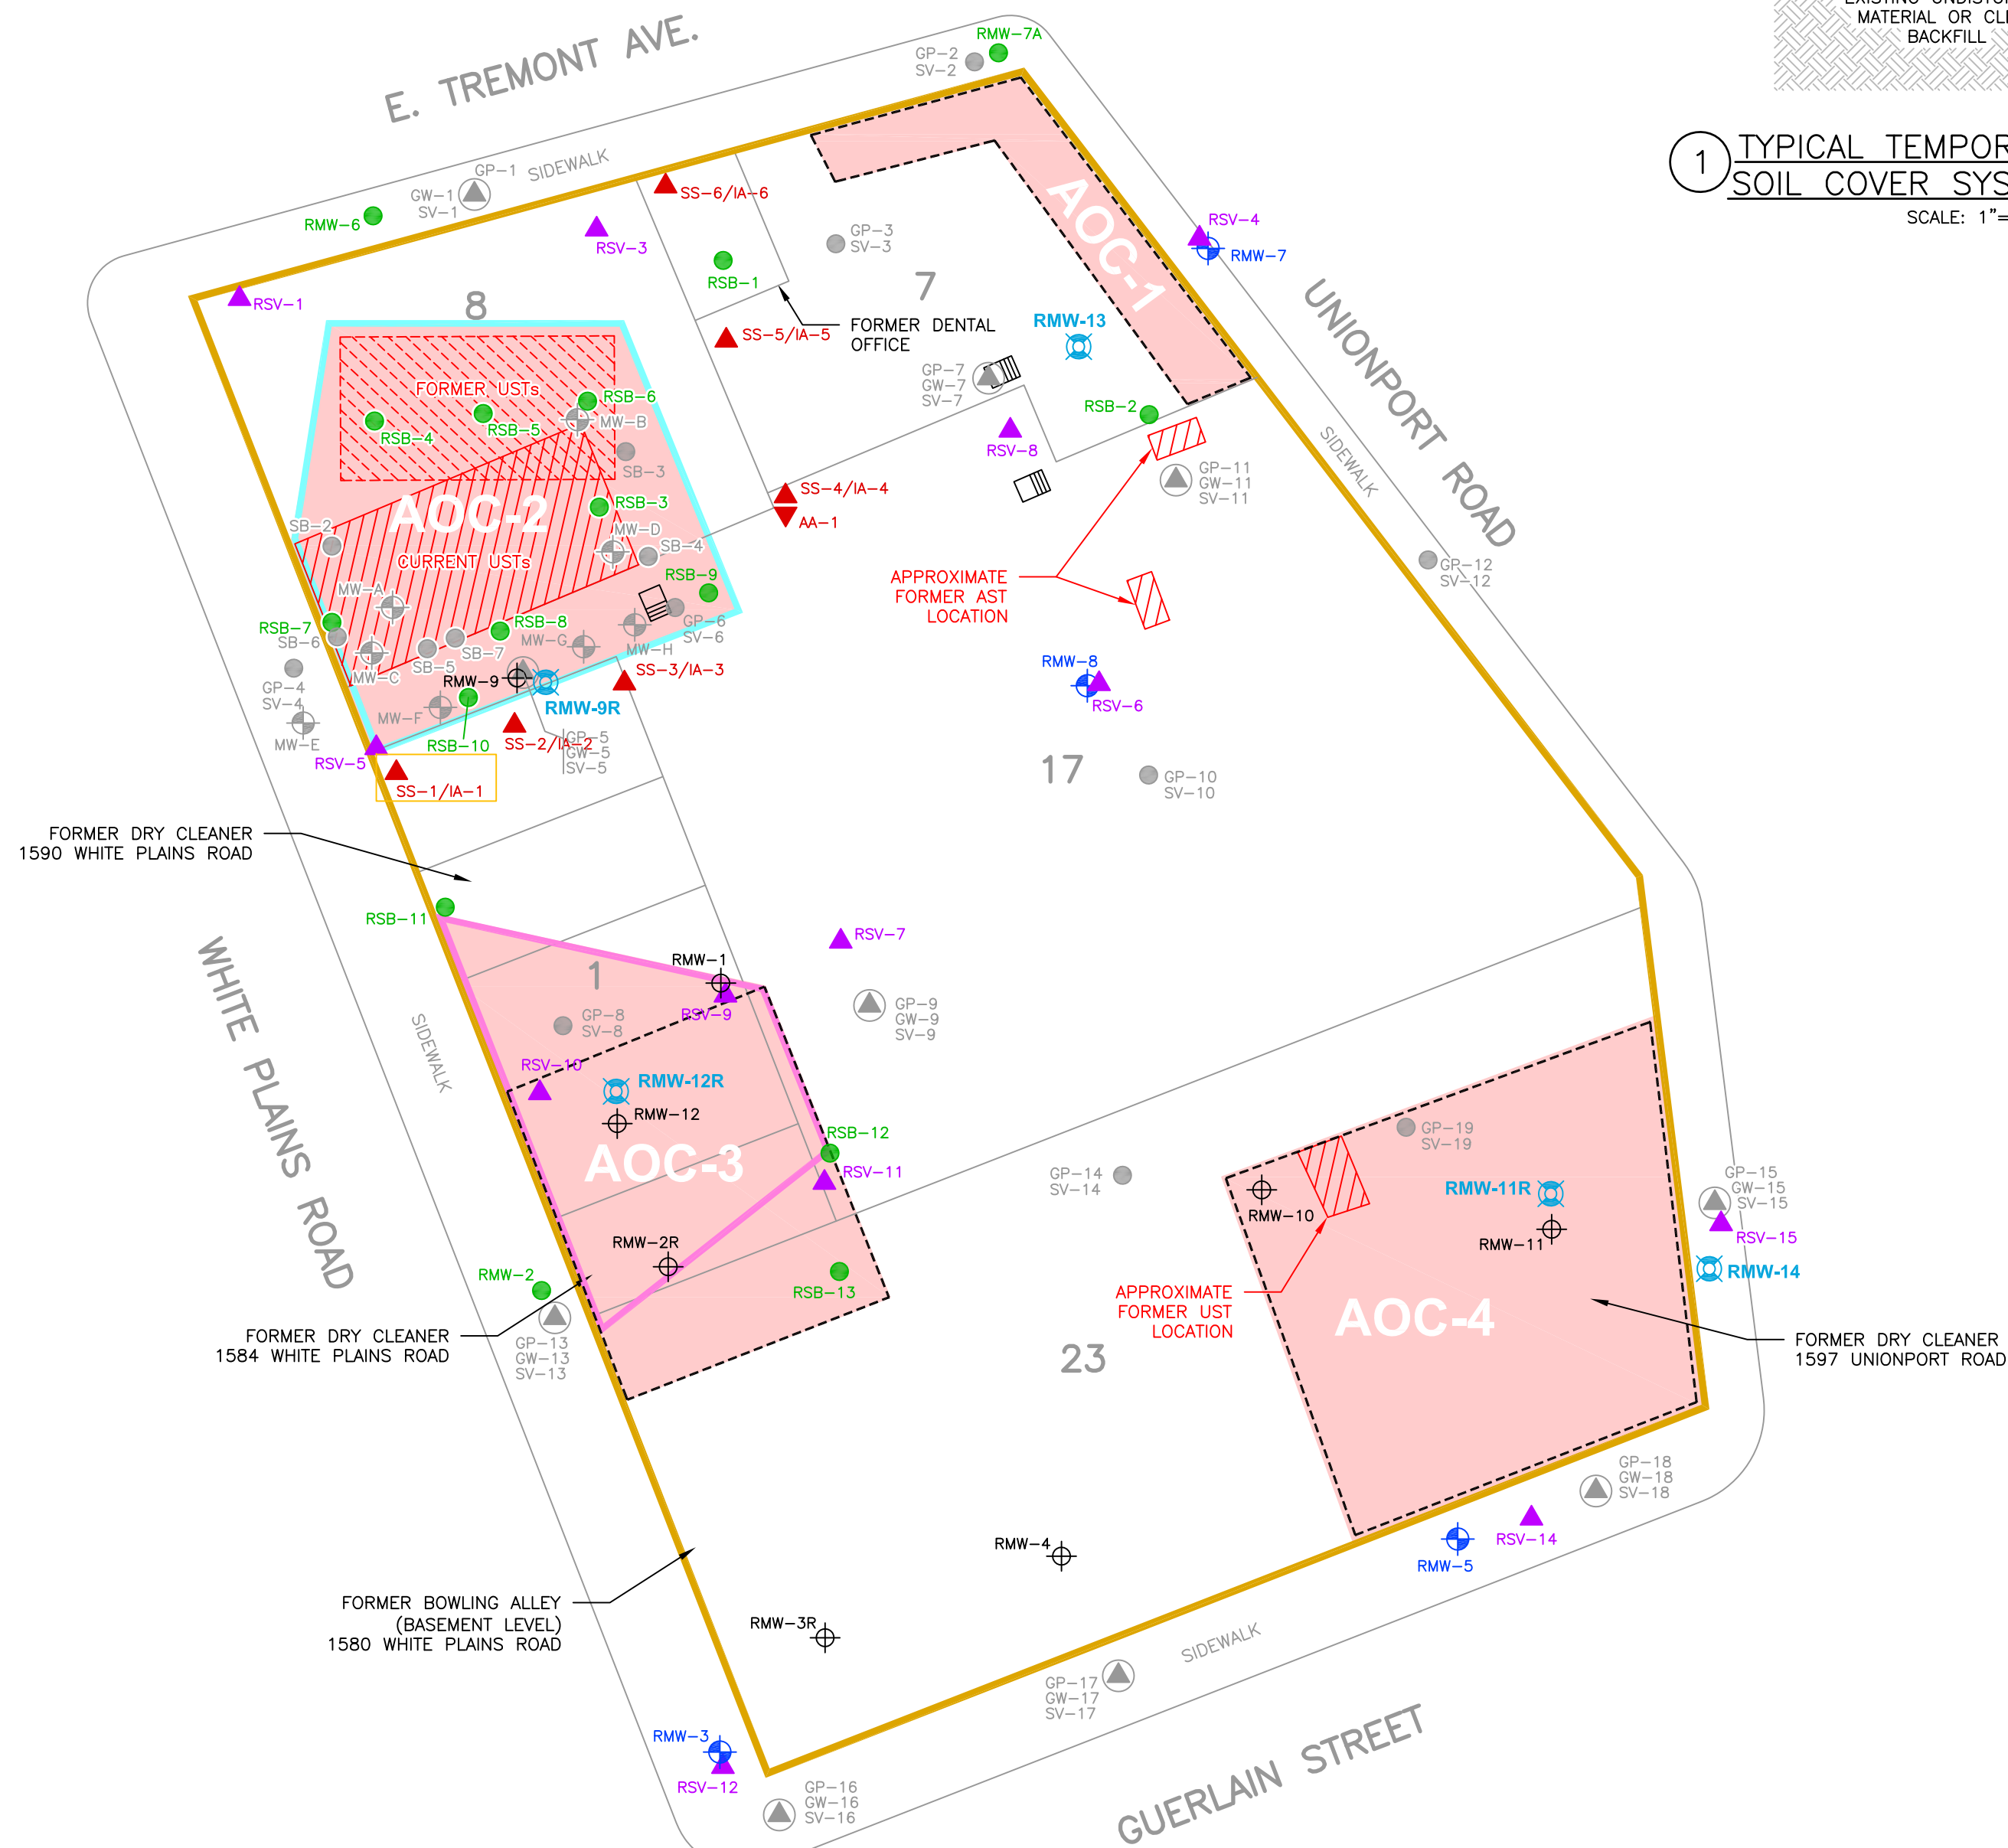 MATERIAL OR CLE
BACKFILL
1
TYPICAL TEMPOR
SOIL COVER SYS
SCALE: 1"=
E. TREMONT AVE.
SIDEWALK
GP-2
SV-2
RMW-7A
GP-1
GW-1
SV-1
RMW-6
SS-6/IA-6
RSV-3
RSV-1
8
RSB-1
GP-3
SV-3
7
AOC-1
RSV-4
RMW-7
UNIONPORT ROAD
SIDEWALK
FORMER DENTAL
OFFICE
SS-5/IA-5
RMW-13
GP-7
GW-7
SV-7
RSB-2
RSV-8
FORMER USTs
RSB-6
RSB-5
RSB-4
MW-B
SB-3
GP-11
GW-11
SV-11
SS-4/IA-4
AA-1
RSB-3
AOC-2
SB-2
MW-D
SB-4
CURRENT USTs
GP-12
SV-12
APPROXIMATE
FORMER AST
LOCATION
MW-A
RSB-9
GP-6
SV-6
RSB-7
SB-6
RSB-8
MW-G
MW-H
SB-7
SB-5
MW-C
GP-4
SV-4
RMW-9
SS-3/IA-3
RMW-8
RSV-6
RMW-9R
MW-F
MW-E
RSB-10
SS-2/IA-2
GP-5
GW-5
SV-5
RSV-5
SS-1/IA-1
17
GP-10
SV-10
FORMER DRY CLEANER
1590 WHITE PLAINS ROAD
RSB-11
WHITE PLAINS ROAD
SIDEWALK
RSV-7
RMW-1
1
RSV-9
GP-9
GW-9
SV-9
GP-8
SV-8
RSV-10
RMW-12R
RMW-12
AOC-3
RSB-12
RSV-11
GP-14
SV-14
GP-19
SV-19
RMW-11R
RMW-10
RMW-11
GP-15
GW-15
SV-15
RSV-15
RMW-14
RMW-2R
RMW-2
RSB-13
GP-13
GW-13
SV-13
APPROXIMATE
FORMER UST
LOCATION
AOC-4
FORMER DRY CLEANER
1584 WHITE PLAINS ROAD
FORMER DRY CLEANER
1597 UNIONPORT ROAD
23
GP-18
GW-18
SV-18
RSV-14
RMW-5
RMW-4
FORMER BOWLING ALLEY
(BASEMENT LEVEL)
1580 WHITE PLAINS ROAD
RMW-3R
SIDEWALK
GP-17
GW-17
SV-17
RMW-3
RSV-12
GP-16
GW-16
SV-16
GUERLAIN STREET